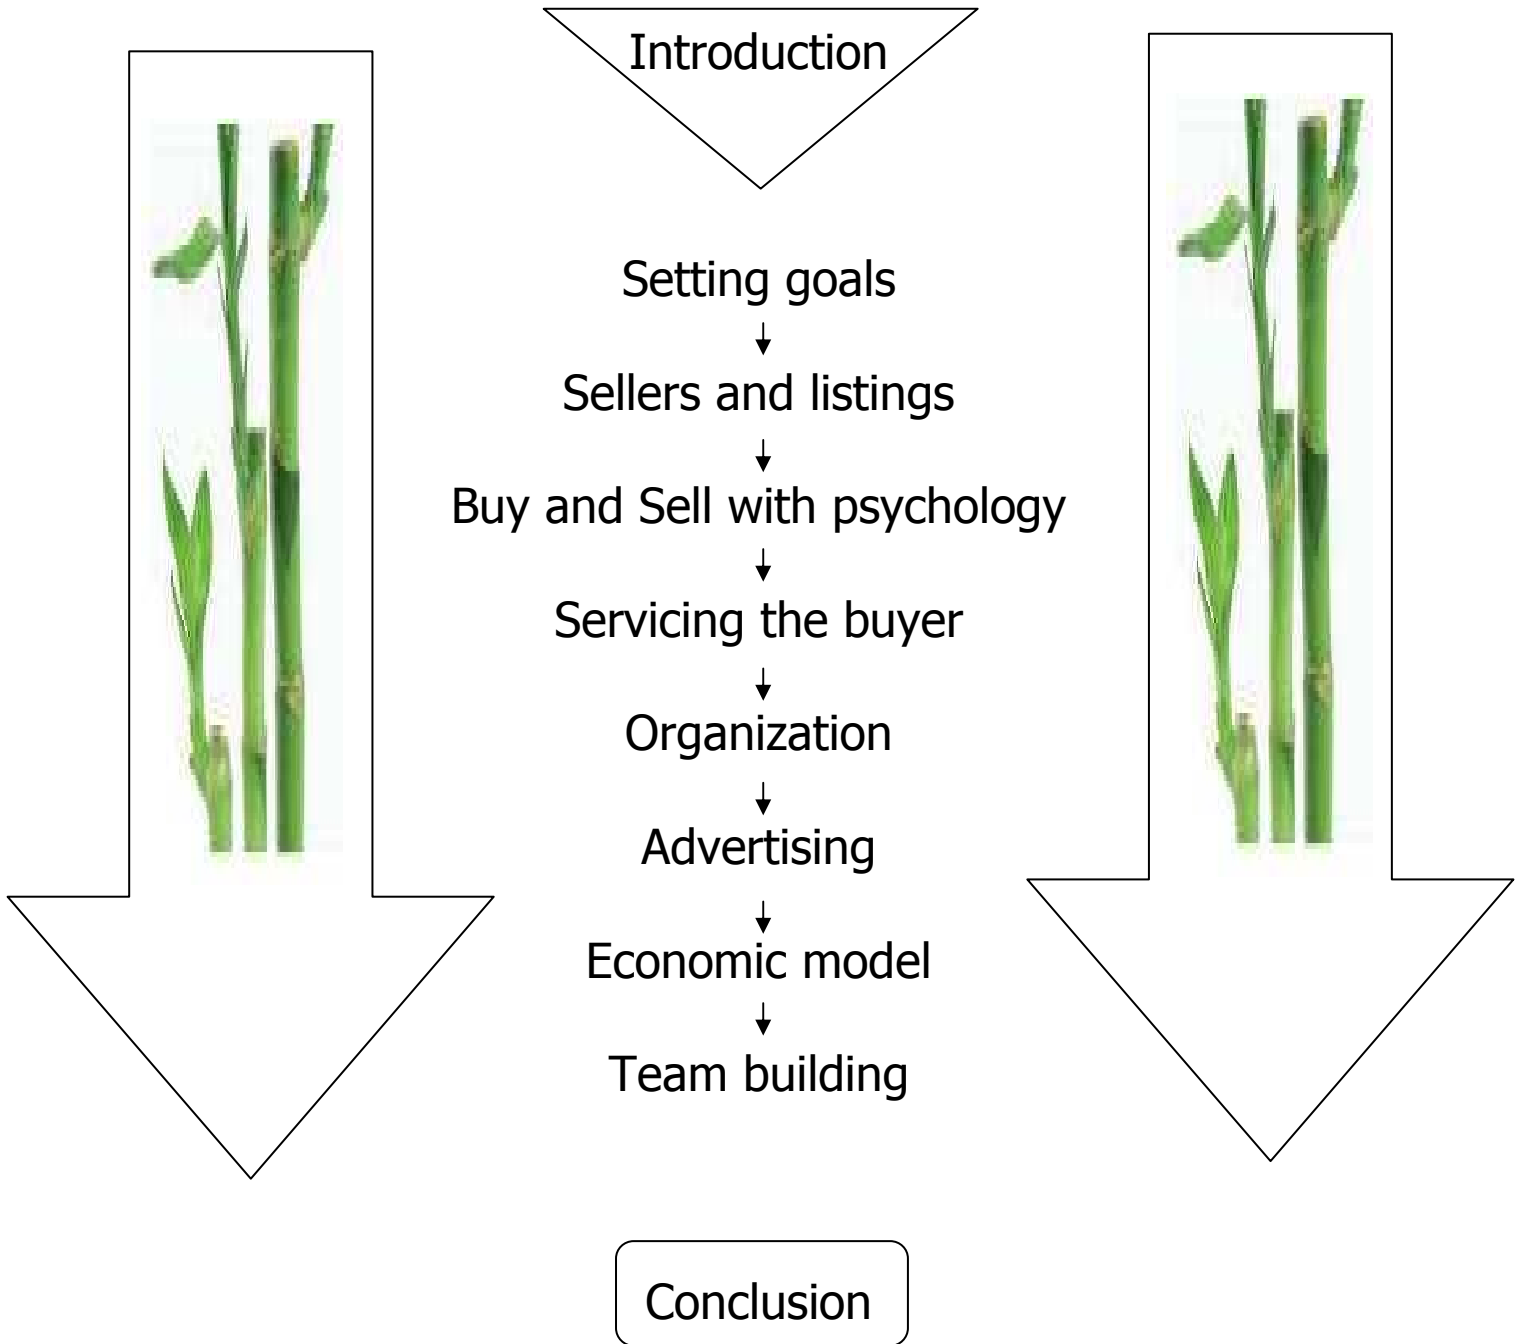 Introduction
Setting goals
Sellers and listings
Buy and Sell with psychology
Servicing the buyer
Organization
Advertising
Economic model
Team building
Conclusion